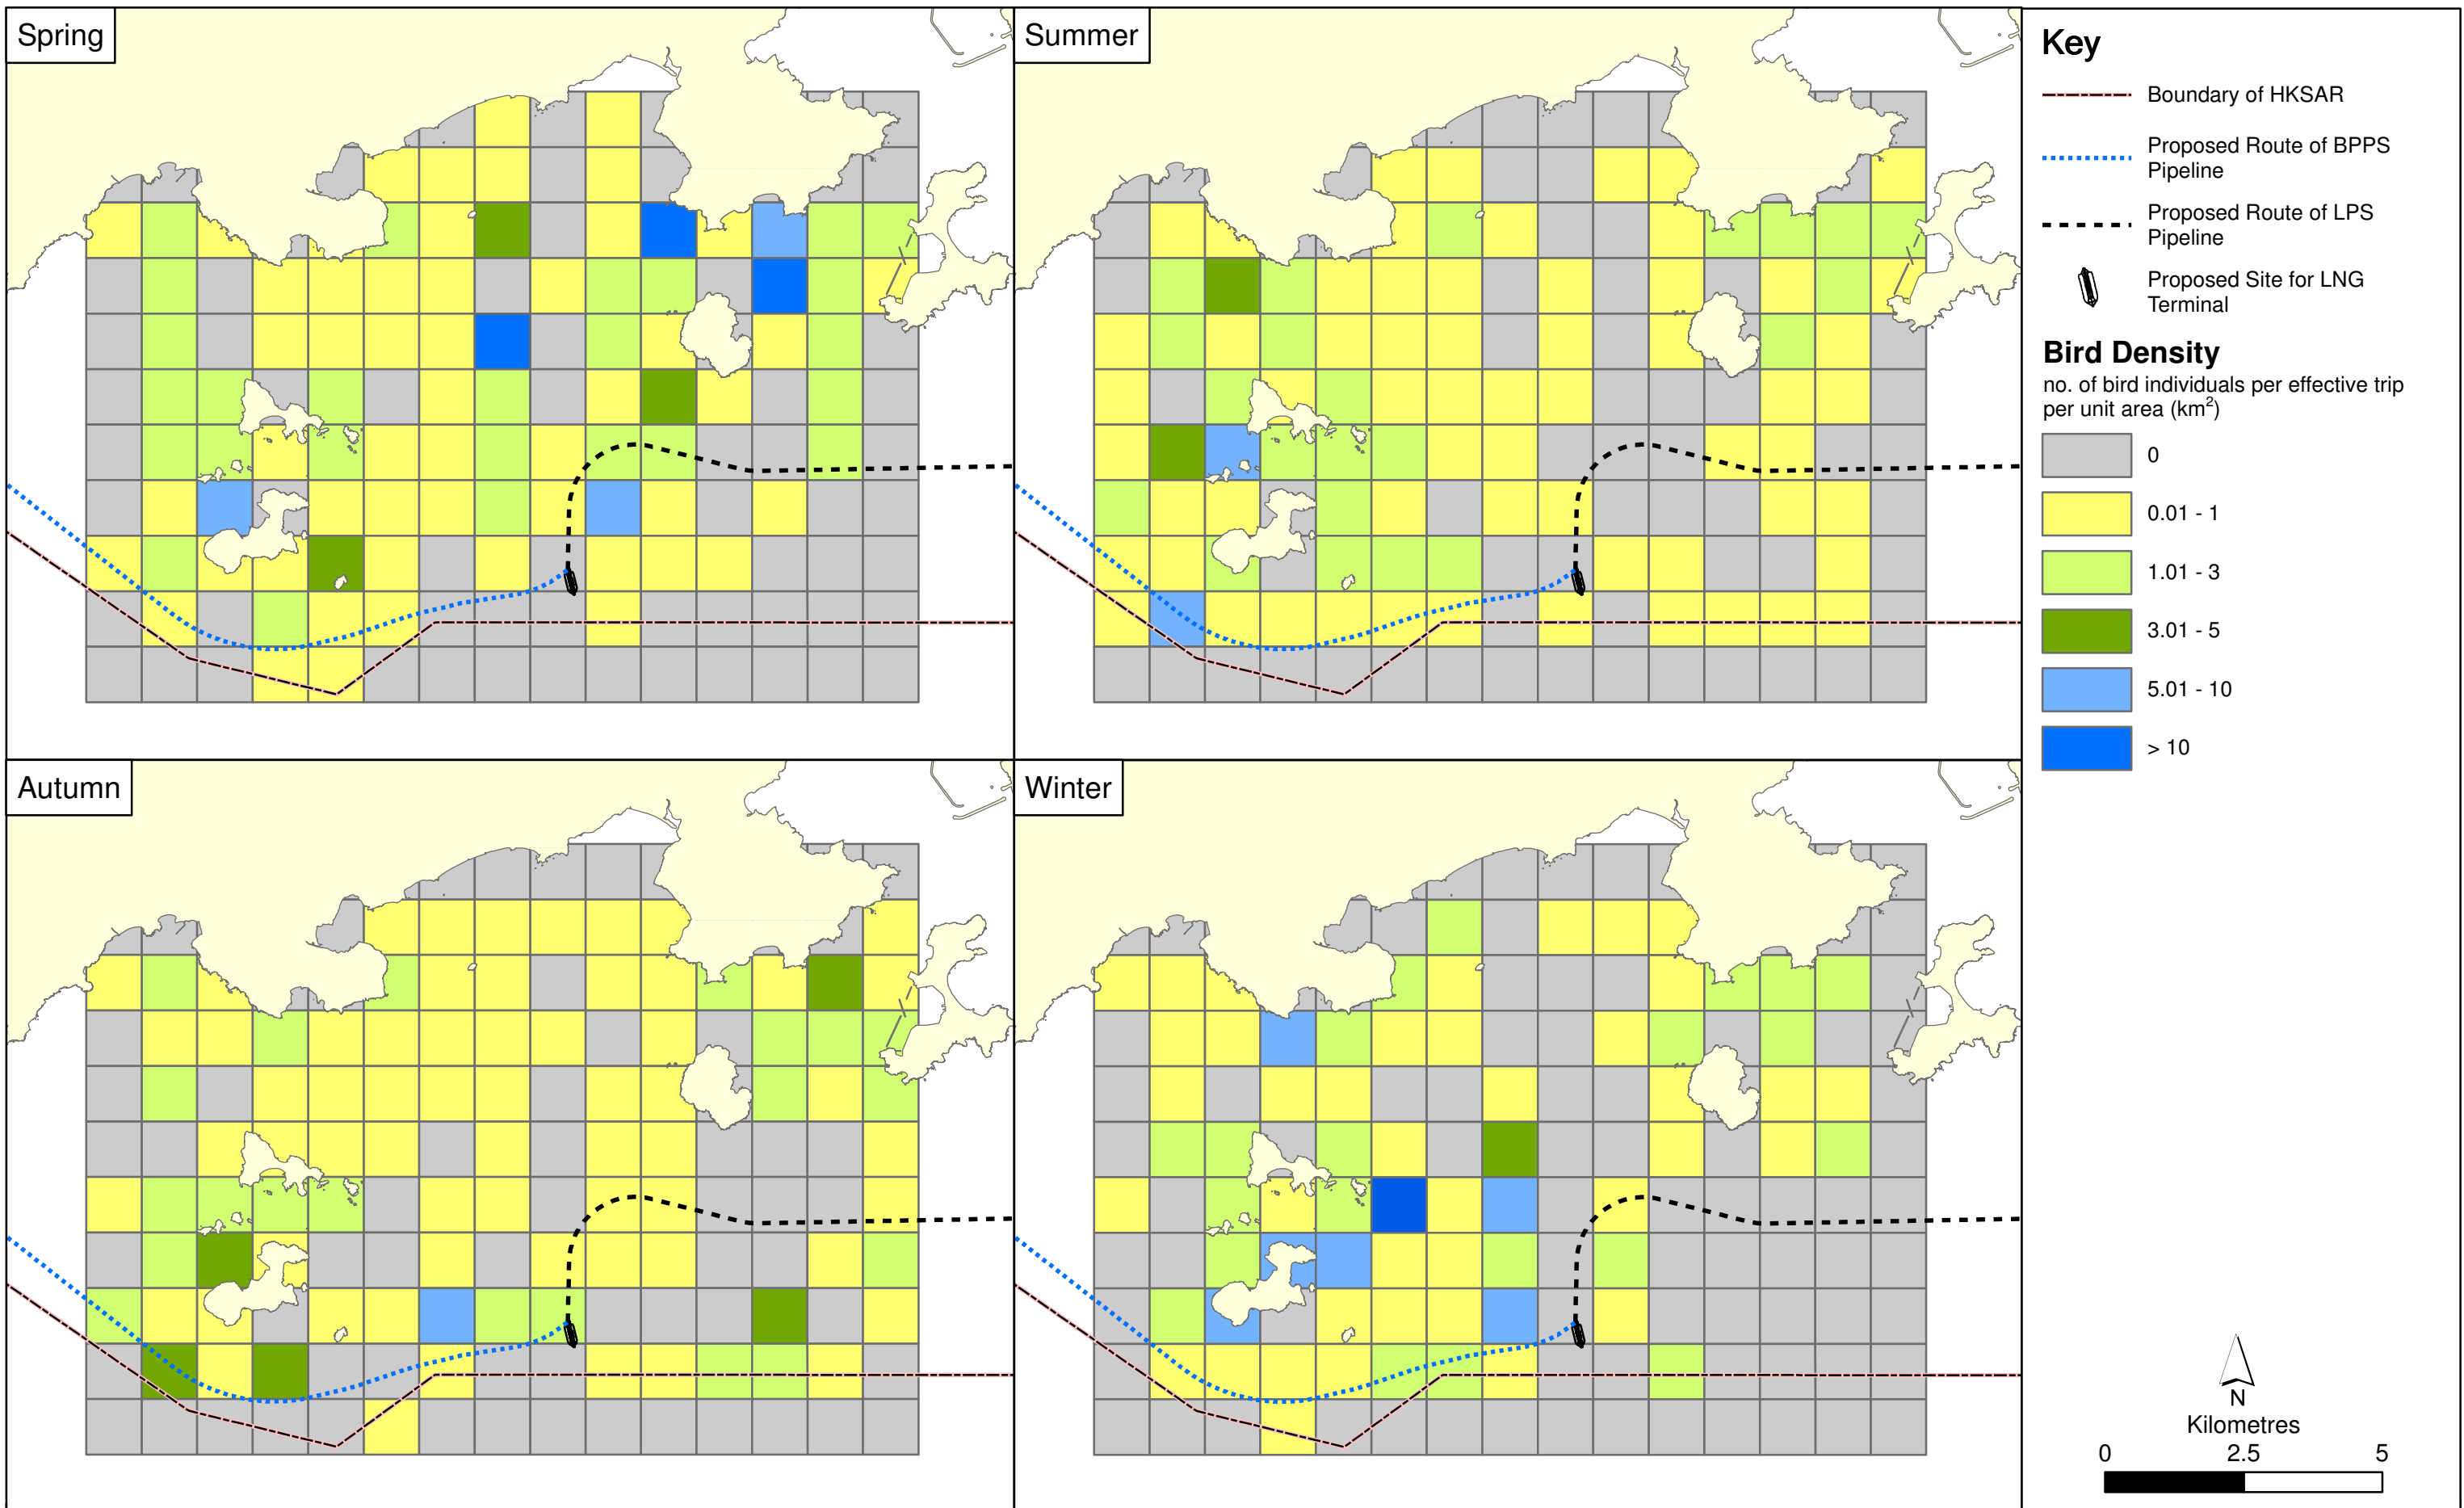 Spring
Summer
Autumn
Winter
Key
Boundary of HKSAR
Proposed Route of BPPS
Pipeline
Proposed Route of LPS
Pipeline
Proposed Site for LNG
Terminal
Bird Density
no. of bird individuals per effective trip
per unit area (km²)
0
0.01 - 1
1.01 - 3
3.01 - 5
5.01 - 10
> 10
N
Kilometres
0 2.5 5